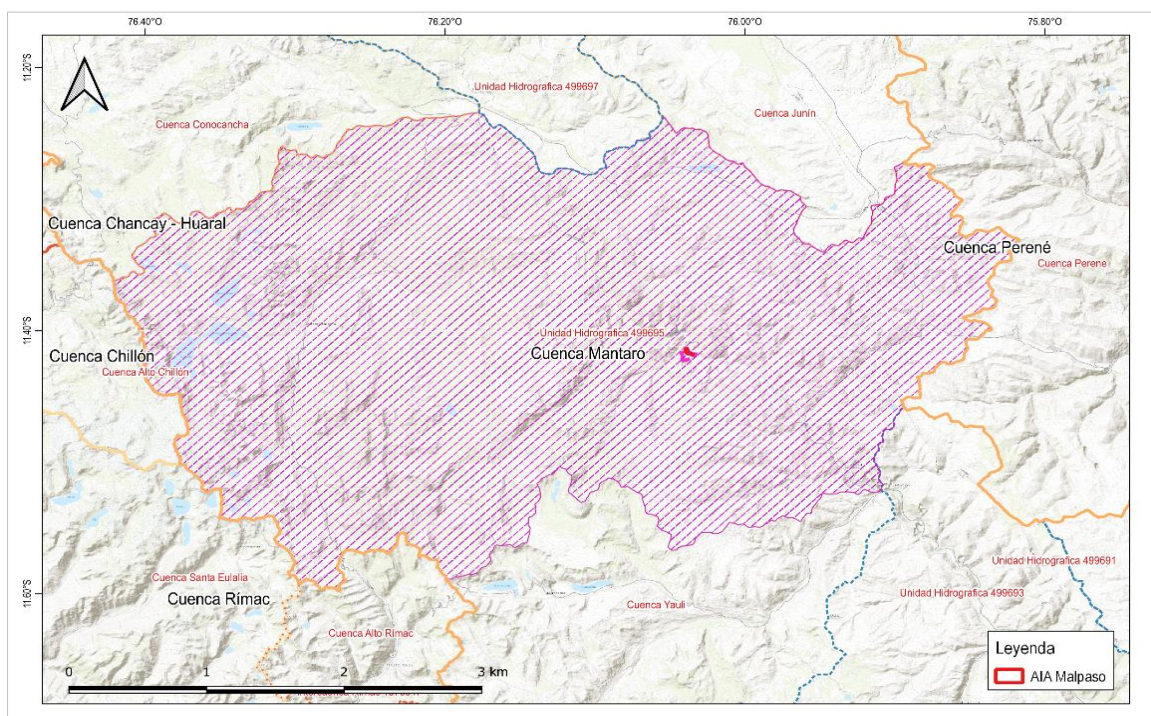 76.40°O
76.20°O
76.00°O
75.80°O
11.20°S
Unidad Hidrografica 499697
Cuenca Conocancha
Cuenca Junín
Cuenca Chancay - Huaral
Cuenca Perené
Cuenca Perene
11.40°S
Unidad Hidrografica 499695
Cuenca Mantaro
Cuenca Chillón
Cuenca Alto Chillón
Unidad Hidrografica 499691
Cuenca Santa Eulalia
11.60°S
Cuenca Rímac
Unidad Hidrografica 499693
Cuenca Yauli
Cuenca Alto Rimac
Leyenda
AIA Malpaso
0
1
2
3 km